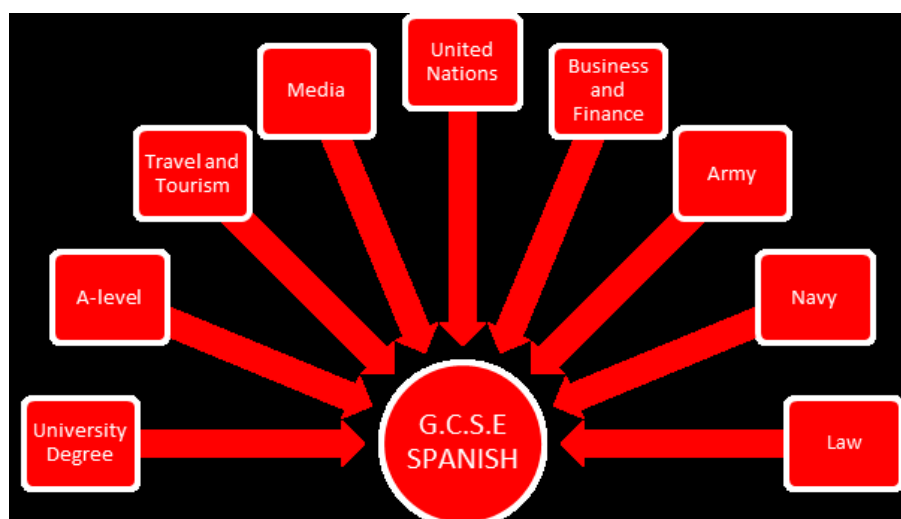 United
Nations
Business
and
Finance
Media
Travel and
Tourism
Army
A-level
Navy
University
Degree
G.C.S.E
SPANISH
Law